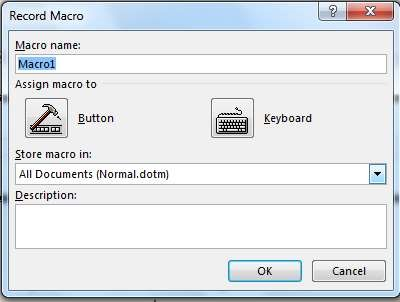 Record Macro
Macro name:
Macro1
Assign macro to
Button
Keyboard
Store macro in:
All Documents (Normal.dotm)
Description:
OK
Cancel